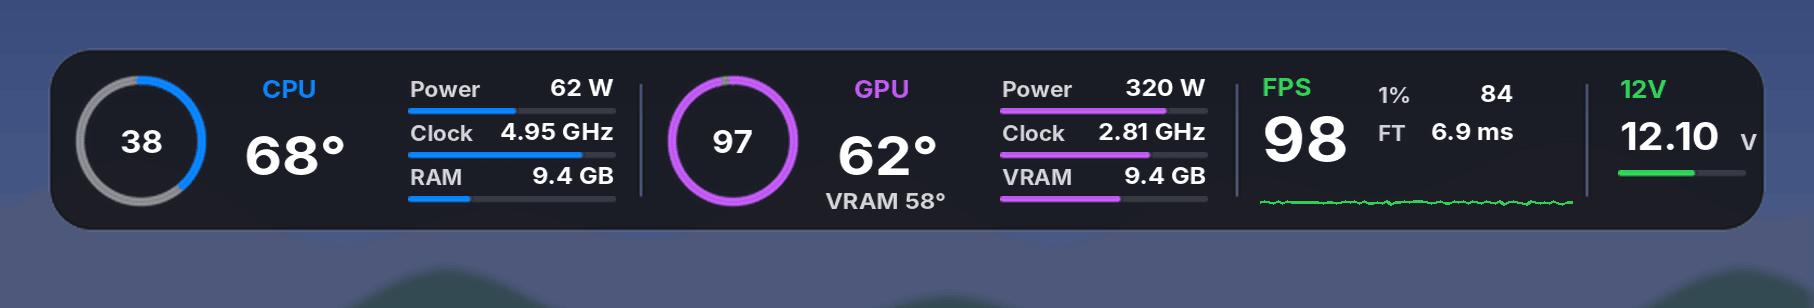 38
CPU
68°
Power 62 W
Clock 4.95 GHz
RAM 9.4 GB
97
GPU
62°
VRAM 58°
Power 320 W
Clock 2.81 GHz
VRAM 9.4 GB
FPS
98
1% 84
FT 6.9 ms
12V
12.10 V